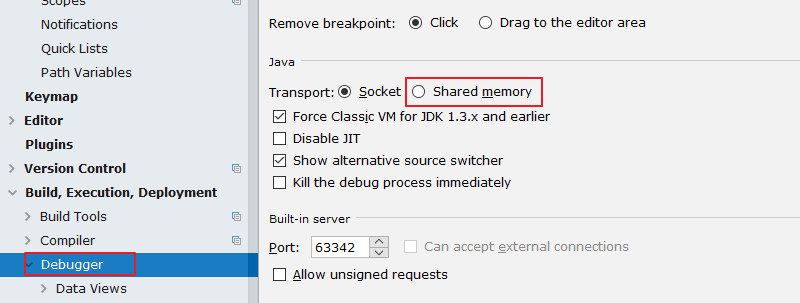 Scopes
Notifications
Quick Lists
Path Variables
Keymap
Editor
Plugins
Version Control
Build, Execution, Deployment
Build Tools
Compiler
Debugger
Data Views
Remove breakpoint: Click Drag to the editor area
Java
Transport: Socket Shared memory
Force Classic VM for JDK 1.3.x and earlier
Disable JIT
Show alternative source switcher
Kill the debug process immediately
Built-in server
Port: 63342 Can accept external connections
Allow unsigned requests